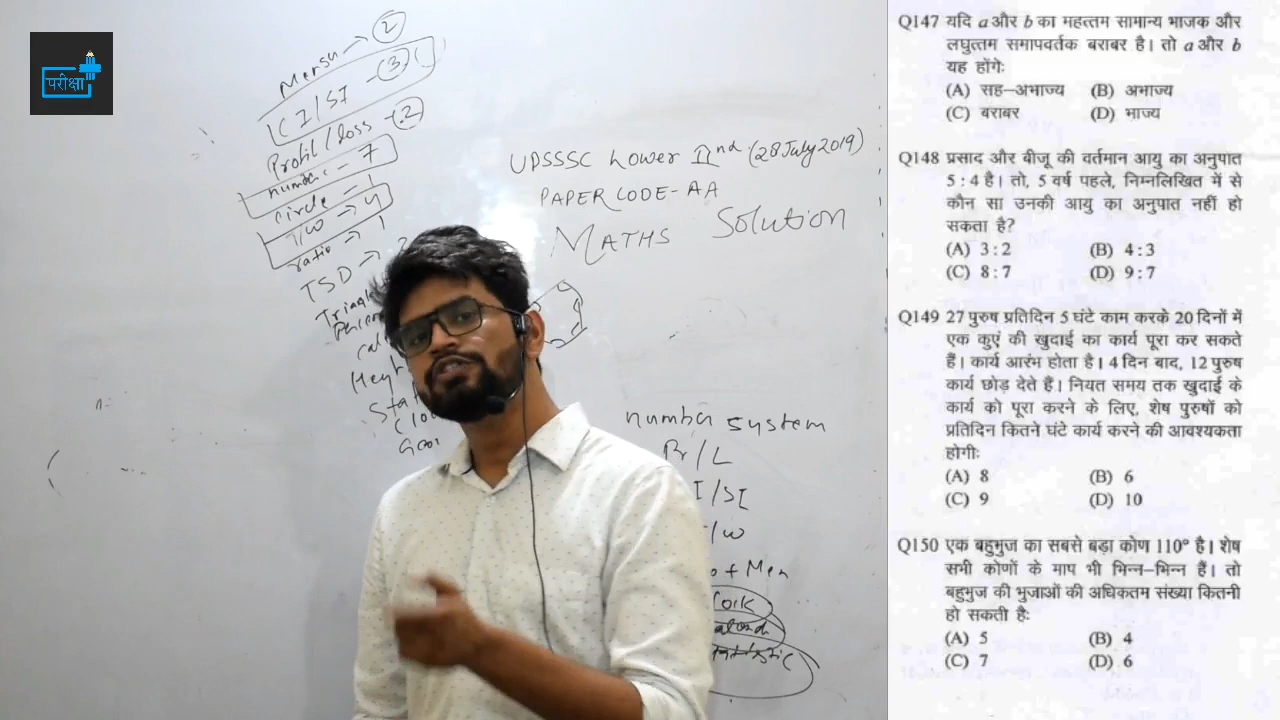 परीक्षा
Mensu → 2
CI/SI - 3
Profit/loss - 2
number - 7
circle - 1
T/W → 4
ratio → 1
TSD →
UPSSSC Lower IInd (28 July 2019)
PAPER CODE - AA
MATHS Solution
number system
Pr/L
I/SI
/W
+ Men
Q147 यदि a और b का महत्तम सामान्य भाजक और
लघुत्तम समापवर्तक बराबर है। तो a और b
यह होंगेः
(A) सह–अभाज्य (B) अभाज्य
(C) बराबर (D) भाज्य
Q148 प्रसाद और बीजू की वर्तमान आयु का अनुपात
5 : 4 है। तो, 5 वर्ष पहले, निम्नलिखित में से
कौन सा उनकी आयु का अनुपात नहीं हो
सकता है?
(A) 3 : 2 (B) 4 : 3
(C) 8 : 7 (D) 9 : 7
Q149 27 पुरुष प्रतिदिन 5 घंटे काम करके 20 दिनों में
एक कुएं की खुदाई का कार्य पूरा कर सकते
हैं। कार्य आरंभ होता है। 4 दिन बाद, 12 पुरुष
कार्य छोड़ देते हैं। नियत समय तक खुदाई के
कार्य को पूरा करने के लिए, शेष पुरुषों को
प्रतिदिन कितने घंटे कार्य करने की आवश्यकता
होगीः
(A) 8 (B) 6
(C) 9 (D) 10
Q150 एक बहुभुज का सबसे बड़ा कोण 110° है। शेष
सभी कोणों के माप भी भिन्न–भिन्न हैं। तो
बहुभुज की भुजाओं की अधिकतम संख्या कितनी
हो सकती हैः
(A) 5 (B) 4
(C) 7 (D) 6